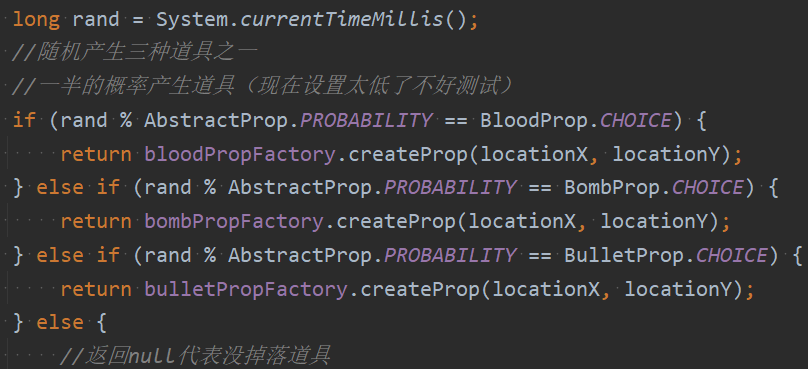 long rand = System.currentTimeMillis();
//随机产生三种道具之一
//一半的概率产生道具（现在设置太低了不好测试）
if (rand % AbstractProp.PROBABILITY == BloodProp.CHOICE) {
    return bloodPropFactory.createProp(locationX, locationY);
} else if (rand % AbstractProp.PROBABILITY == BombProp.CHOICE) {
    return bombPropFactory.createProp(locationX, locationY);
} else if (rand % AbstractProp.PROBABILITY == BulletProp.CHOICE) {
    return bulletPropFactory.createProp(locationX, locationY);
} else {
    //返回null代表没掉落道具